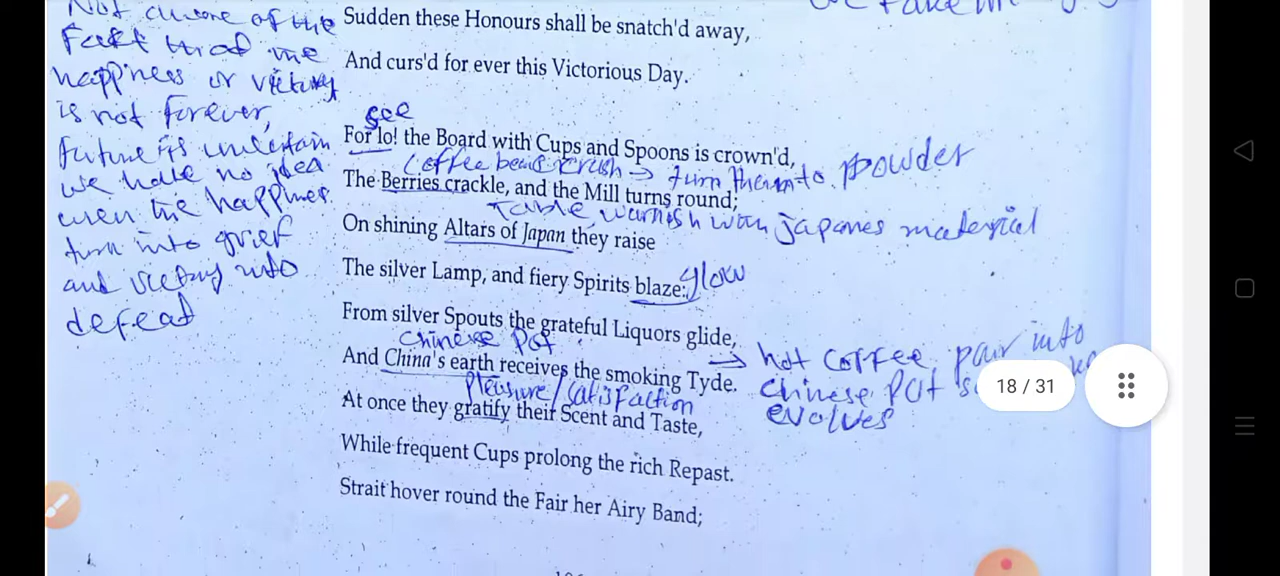 Not aware of the
Fact that the
happiness or victory
is not forever,
future is uncertain
we have no idea
when the happiness
turn into grief
and victory into
defeat
Sudden these Honours shall be snatch'd away,
And curs'd for ever this Victorious Day.
see
For lo! the Board with Cups and Spoons is crown'd,
Coffee beans crush → turn them to powder
The Berries crackle, and the Mill turns round;
Table warnish with japanes material
On shining Altars of Japan they raise
The silver Lamp, and fiery Spirits blaze:
glow
From silver Spouts the grateful Liquors glide,
Chinese Pot
And China's earth receives the smoking Tyde.
→ hot coffee pair into
chinese pot
evolves
Pleasure / Satisfaction
At once they gratify their Scent and Taste,
While frequent Cups prolong the rich Repast.
Strait hover round the Fair her Airy Band;
18 / 31